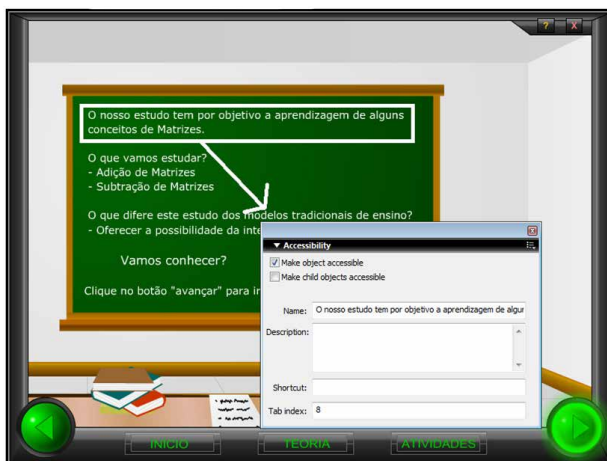 ? X
O nosso estudo tem por objetivo a aprendizagem de alguns
conceitos de Matrizes.
O que vamos estudar?
- Adição de Matrizes
- Subtração de Matrizes
O que difere este estudo dos modelos tradicionais de ensino?
- Oferecer a possibilidade da inte
Vamos conhecer?
Clique no botão "avançar" para ir
Accessibility
Make object accessible
Make child objects accessible
Name: O nosso estudo tem por objetivo a aprendizagem de algur
Description:
Shortcut:
Tab index: 8
INICIO TEORIA ATIVIDADES